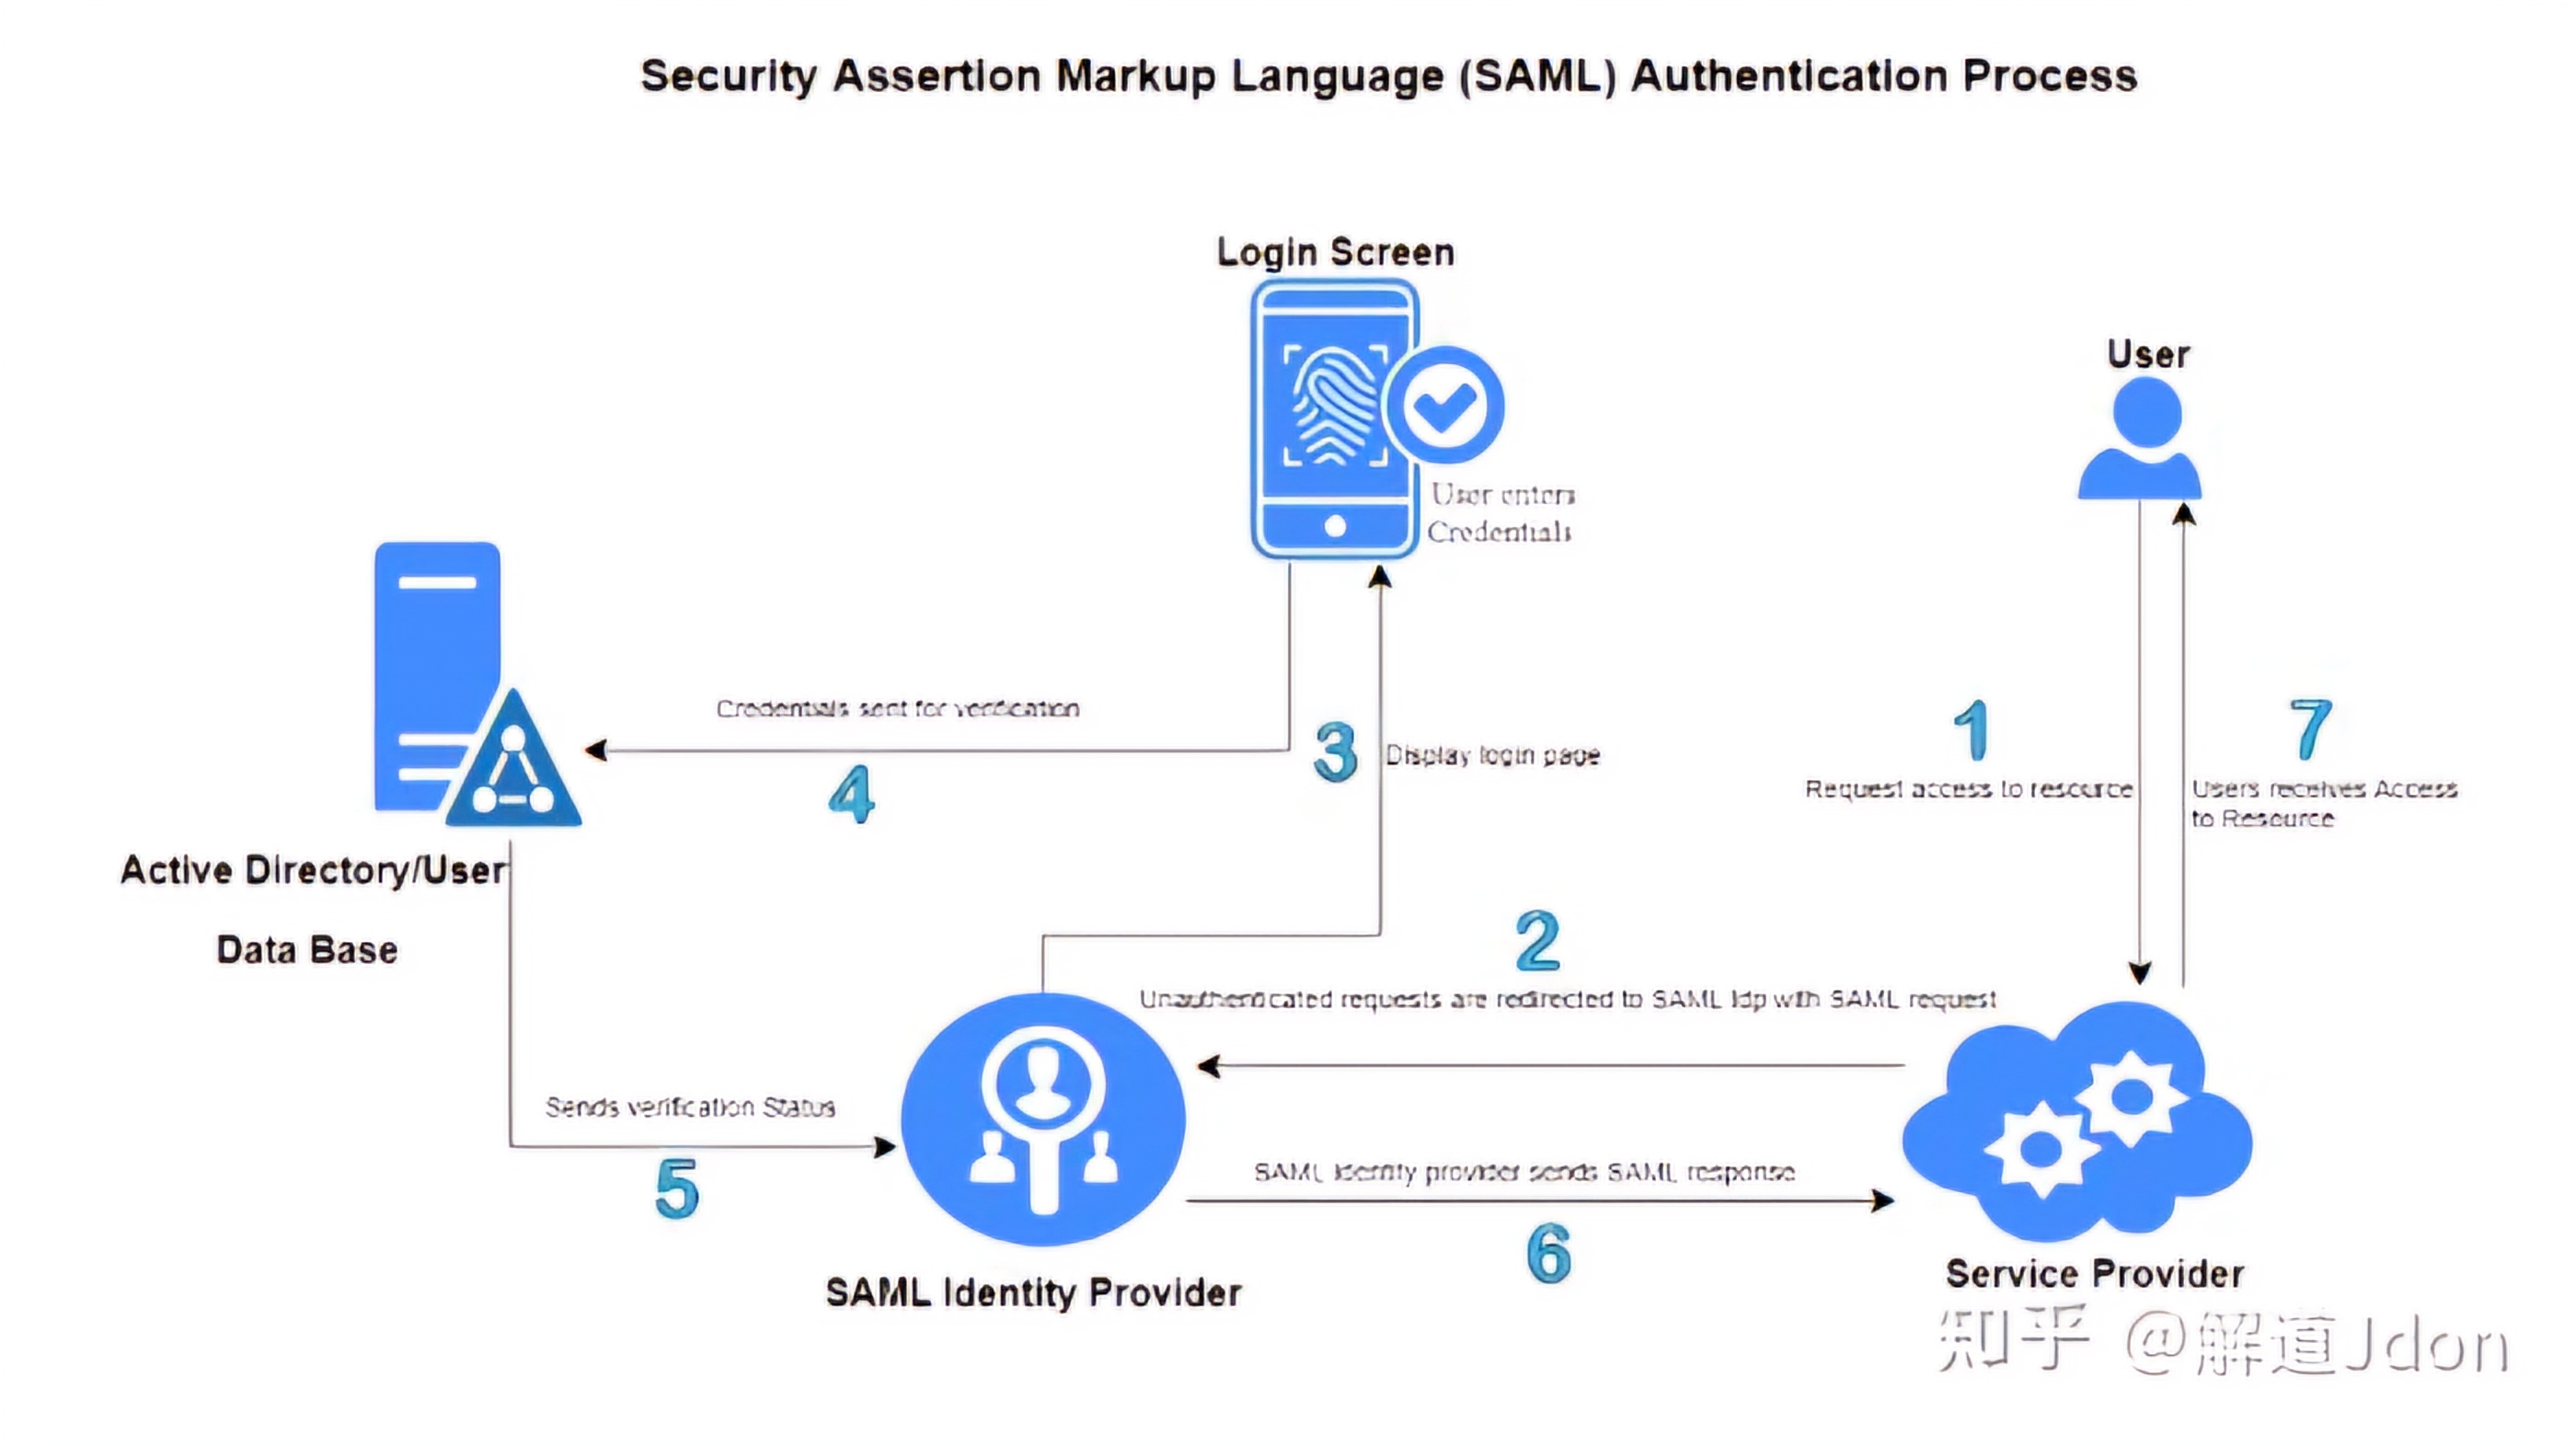 Security Assertion Markup Language (SAML) Authentication Process
Login Screen
User
User enters
Credentials
Credentials sent for verification
4
3
Display login page
1
Request access to resource
7
Users receives Access
to Resource
Active Directory/User
Data Base
2
Unauthenticated requests are redirected to SAML Idp with SAML request
Sends verification Status
5
SAML Identity provider sends SAML response
6
SAML Identity Provider
Service Provider
知乎 @解道Jdon